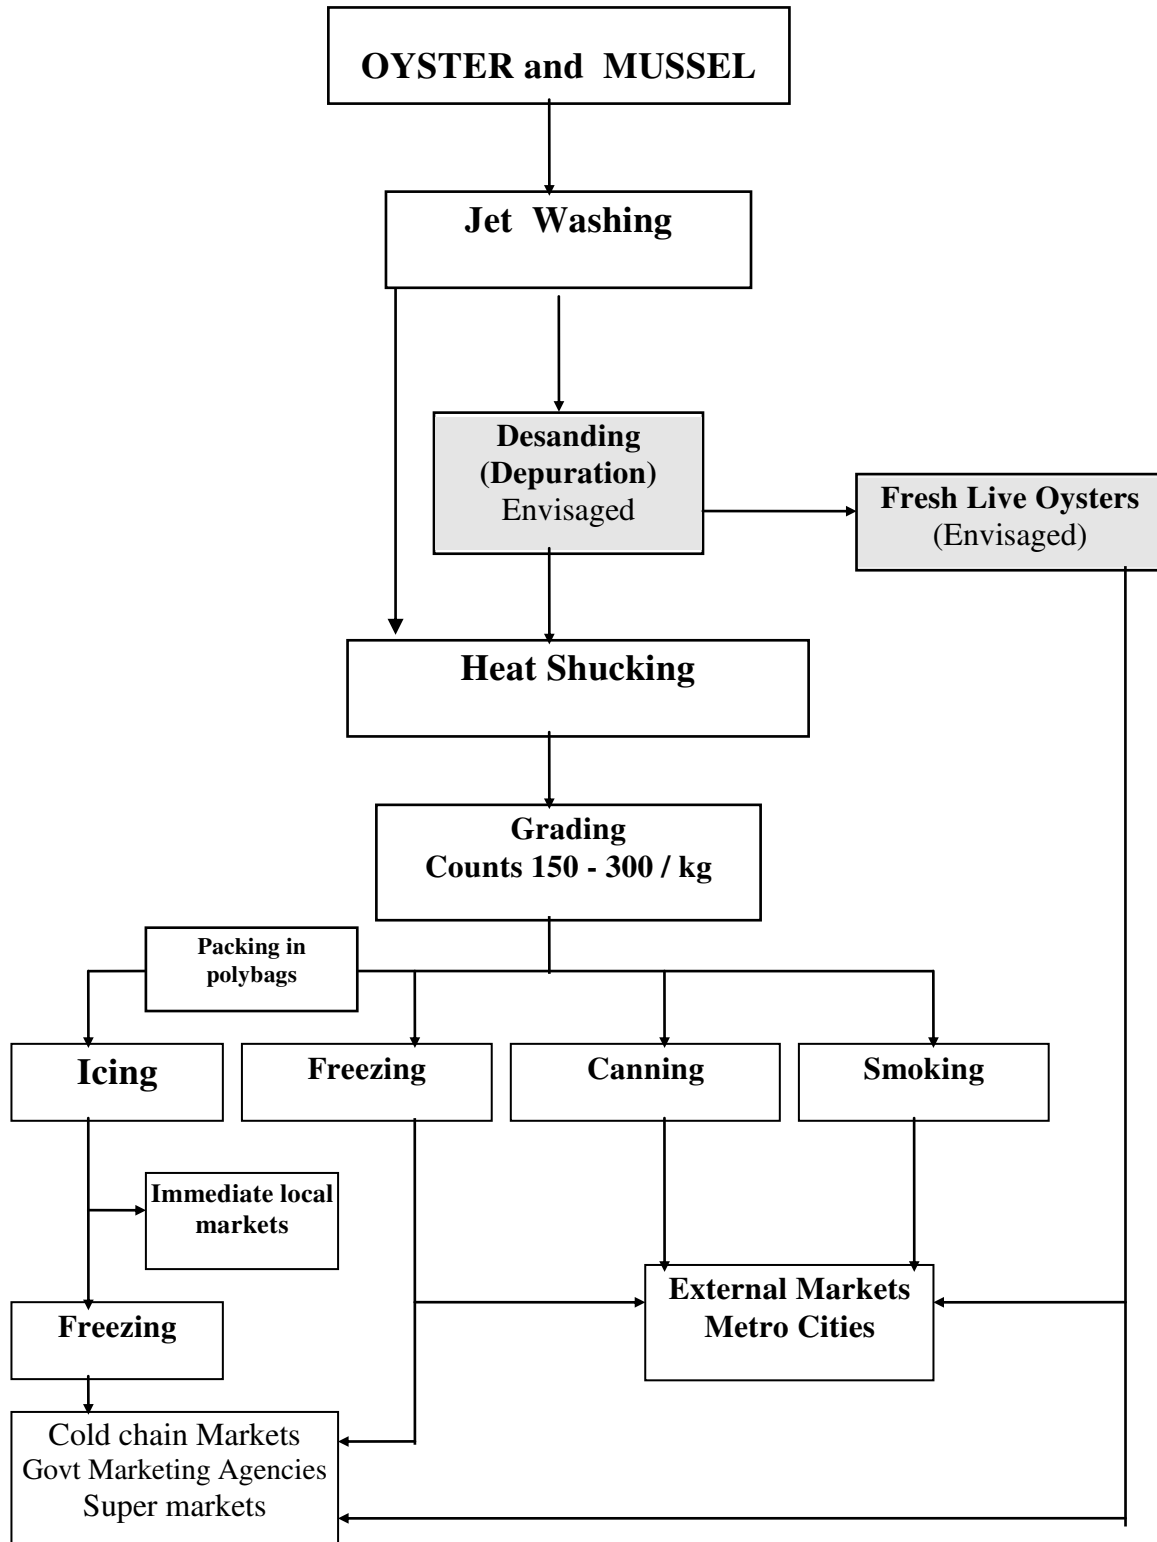 OYSTER and MUSSEL
Jet Washing
Desanding
(Depuration)
Envisaged
Fresh Live Oysters
(Envisaged)
Heat Shucking
Grading
Counts 150 - 300 / kg
Packing in
polybags
Icing
Freezing
Canning
Smoking
Immediate local
markets
External Markets
Metro Cities
Freezing
Cold chain Markets
Govt Marketing Agencies
Super markets